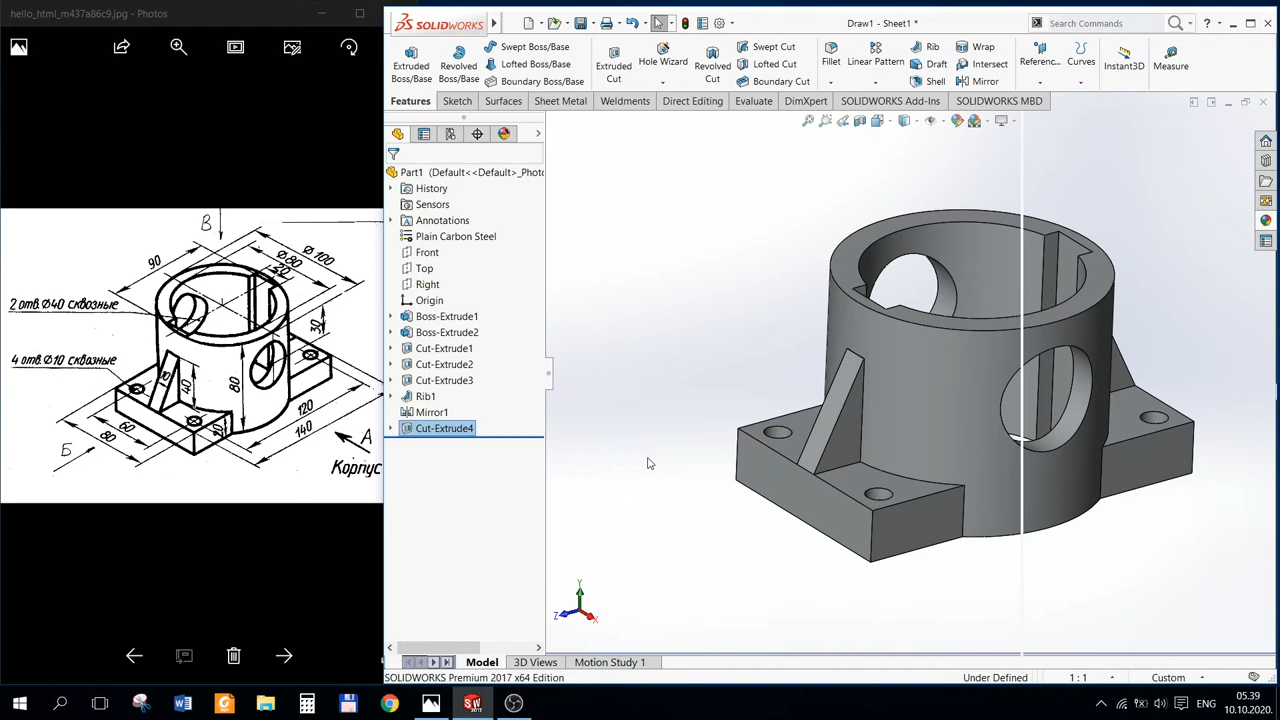 hello_html_m437a86c9.jpg - Photos
SOLIDWORKS
Draw1 - Sheet1 *
Search Commands
Extruded Boss/Base
Revolved Boss/Base
Swept Boss/Base
Lofted Boss/Base
Boundary Boss/Base
Extruded Cut
Hole Wizard
Revolved Cut
Swept Cut
Lofted Cut
Boundary Cut
Fillet
Linear Pattern
Rib
Draft
Shell
Wrap
Intersect
Mirror
Referenc...
Curves
Instant3D
Measure
Features
Sketch
Surfaces
Sheet Metal
Weldments
Direct Editing
Evaluate
DimXpert
SOLIDWORKS Add-Ins
SOLIDWORKS MBD
Part1 (Default<<Default>_Phot
History
Sensors
Annotations
Plain Carbon Steel
Front
Top
Right
Origin
Boss-Extrude1
Boss-Extrude2
Cut-Extrude1
Cut-Extrude2
Cut-Extrude3
Rib1
Mirror1
Cut-Extrude4
В
90
Ø80
Ø100
20
2 отв. Ø40 сквозные
30
4 отв. Ø10 сквозные
40
80
60
80
20
120
140
Б
А
Корпус
Y
Z
X
Model
3D Views
Motion Study 1
SOLIDWORKS Premium 2017 x64 Edition
Under Defined
1 : 1
Custom
ENG
05.39
10.10.2020.